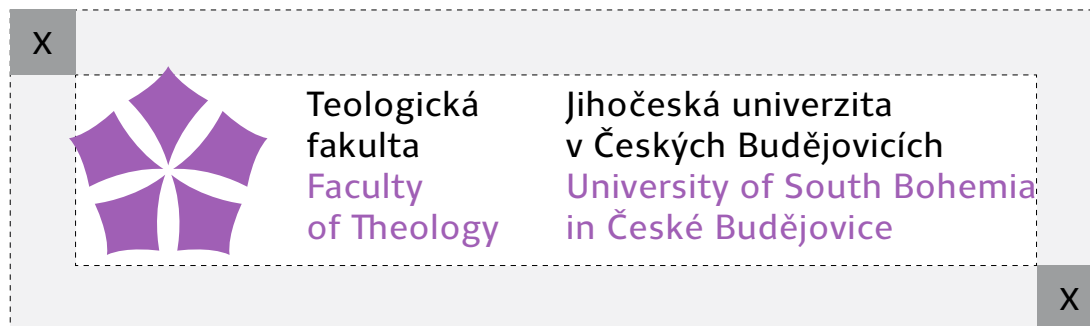 X
Teologická
fakulta
Faculty
of Theology
Jihočeská univerzita
v Českých Budějovicích
University of South Bohemia
in České Budějovice
X